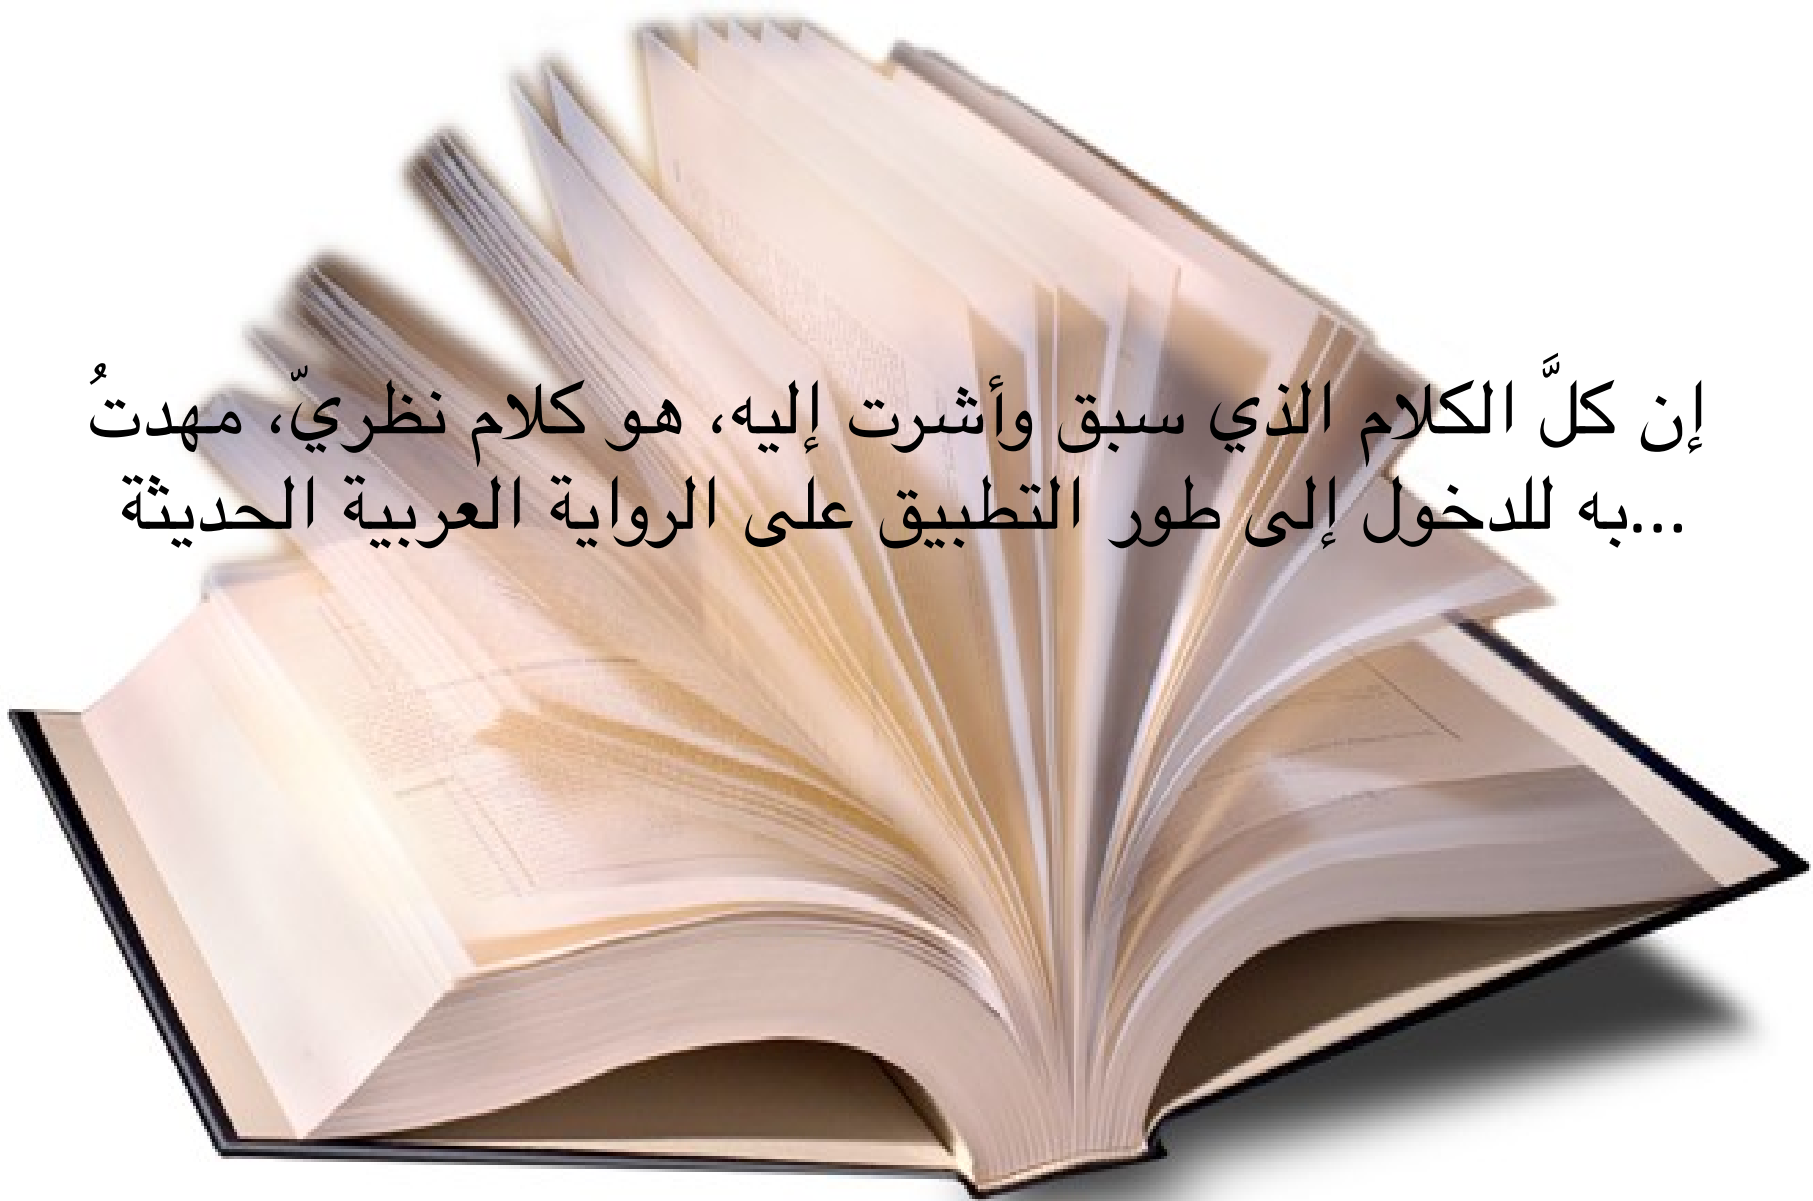 إن كلَّ الكلام الذي سبق وأشرت إليه، هو كلام نظريّ، مهدتُ
...به للدخول إلى طور التطبيق على الرواية العربية الحديثة